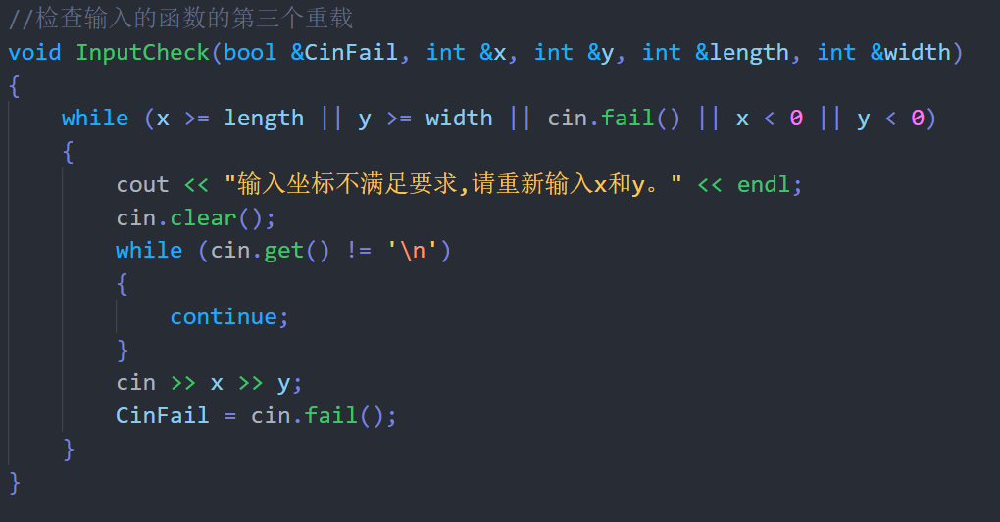 //检查输入的函数的第三个重载
void InputCheck(bool &CinFail, int &x, int &y, int &length, int &width)
{
    while (x >= length || y >= width || cin.fail() || x < 0 || y < 0)
    {
        cout << "输入坐标不满足要求,请重新输入x和y。" << endl;
        cin.clear();
        while (cin.get() != '\n')
        {
            continue;
        }
        cin >> x >> y;
        CinFail = cin.fail();
    }
}